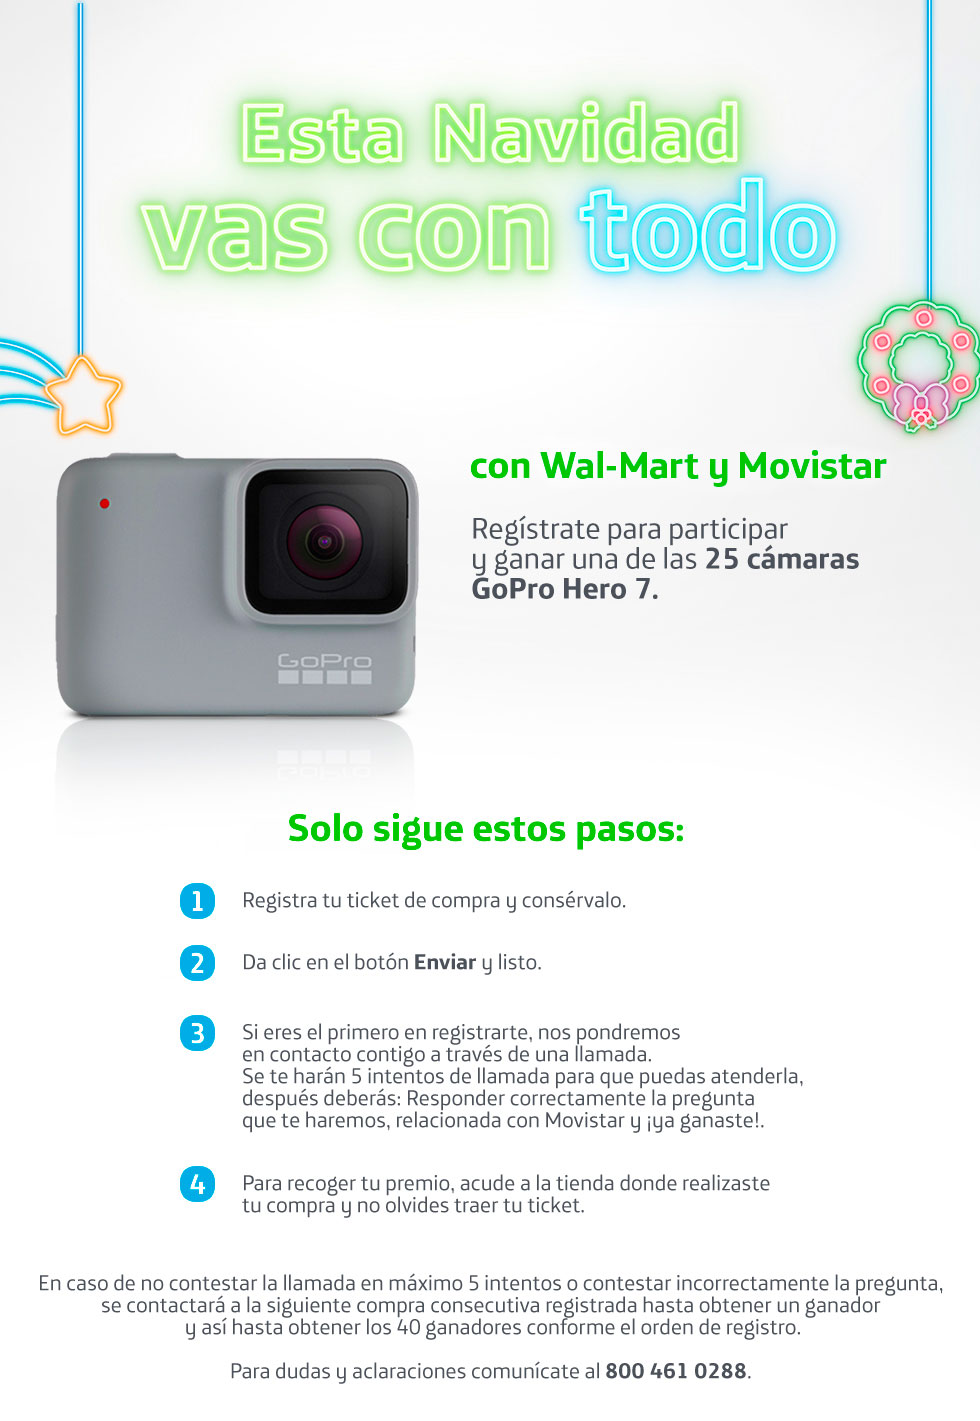 Esta Navidad
vas con todo
con Wal-Mart y Movistar
Regístrate para participar
y ganar una de las 25 cámaras
GoPro Hero 7.
GoPro
Solo sigue estos pasos:
1 Registra tu ticket de compra y consérvalo.
2 Da clic en el botón Enviar y listo.
3 Si eres el primero en registrarte, nos pondremos
en contacto contigo a través de una llamada.
Se te harán 5 intentos de llamada para que puedas atenderla,
después deberás: Responder correctamente la pregunta
que te haremos, relacionada con Movistar y ¡ya ganaste!.
4 Para recoger tu premio, acude a la tienda donde realizaste
tu compra y no olvides traer tu ticket.
En caso de no contestar la llamada en máximo 5 intentos o contestar incorrectamente la pregunta,
se contactará a la siguiente compra consecutiva registrada hasta obtener un ganador
y así hasta obtener los 40 ganadores conforme el orden de registro.
Para dudas y aclaraciones comunícate al 800 461 0288.